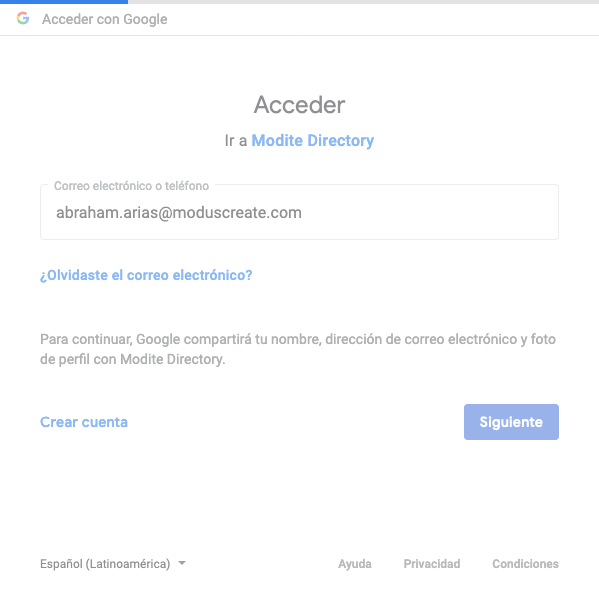 Acceder con Google
Acceder
Ir a Modite Directory
Correo electrónico o teléfono
abraham.arias@moduscreate.com
¿Olvidaste el correo electrónico?
Para continuar, Google compartirá tu nombre, dirección de correo electrónico y foto
de perfil con Modite Directory.
Crear cuenta
Siguiente
Español (Latinoamérica)
Ayuda
Privacidad
Condiciones